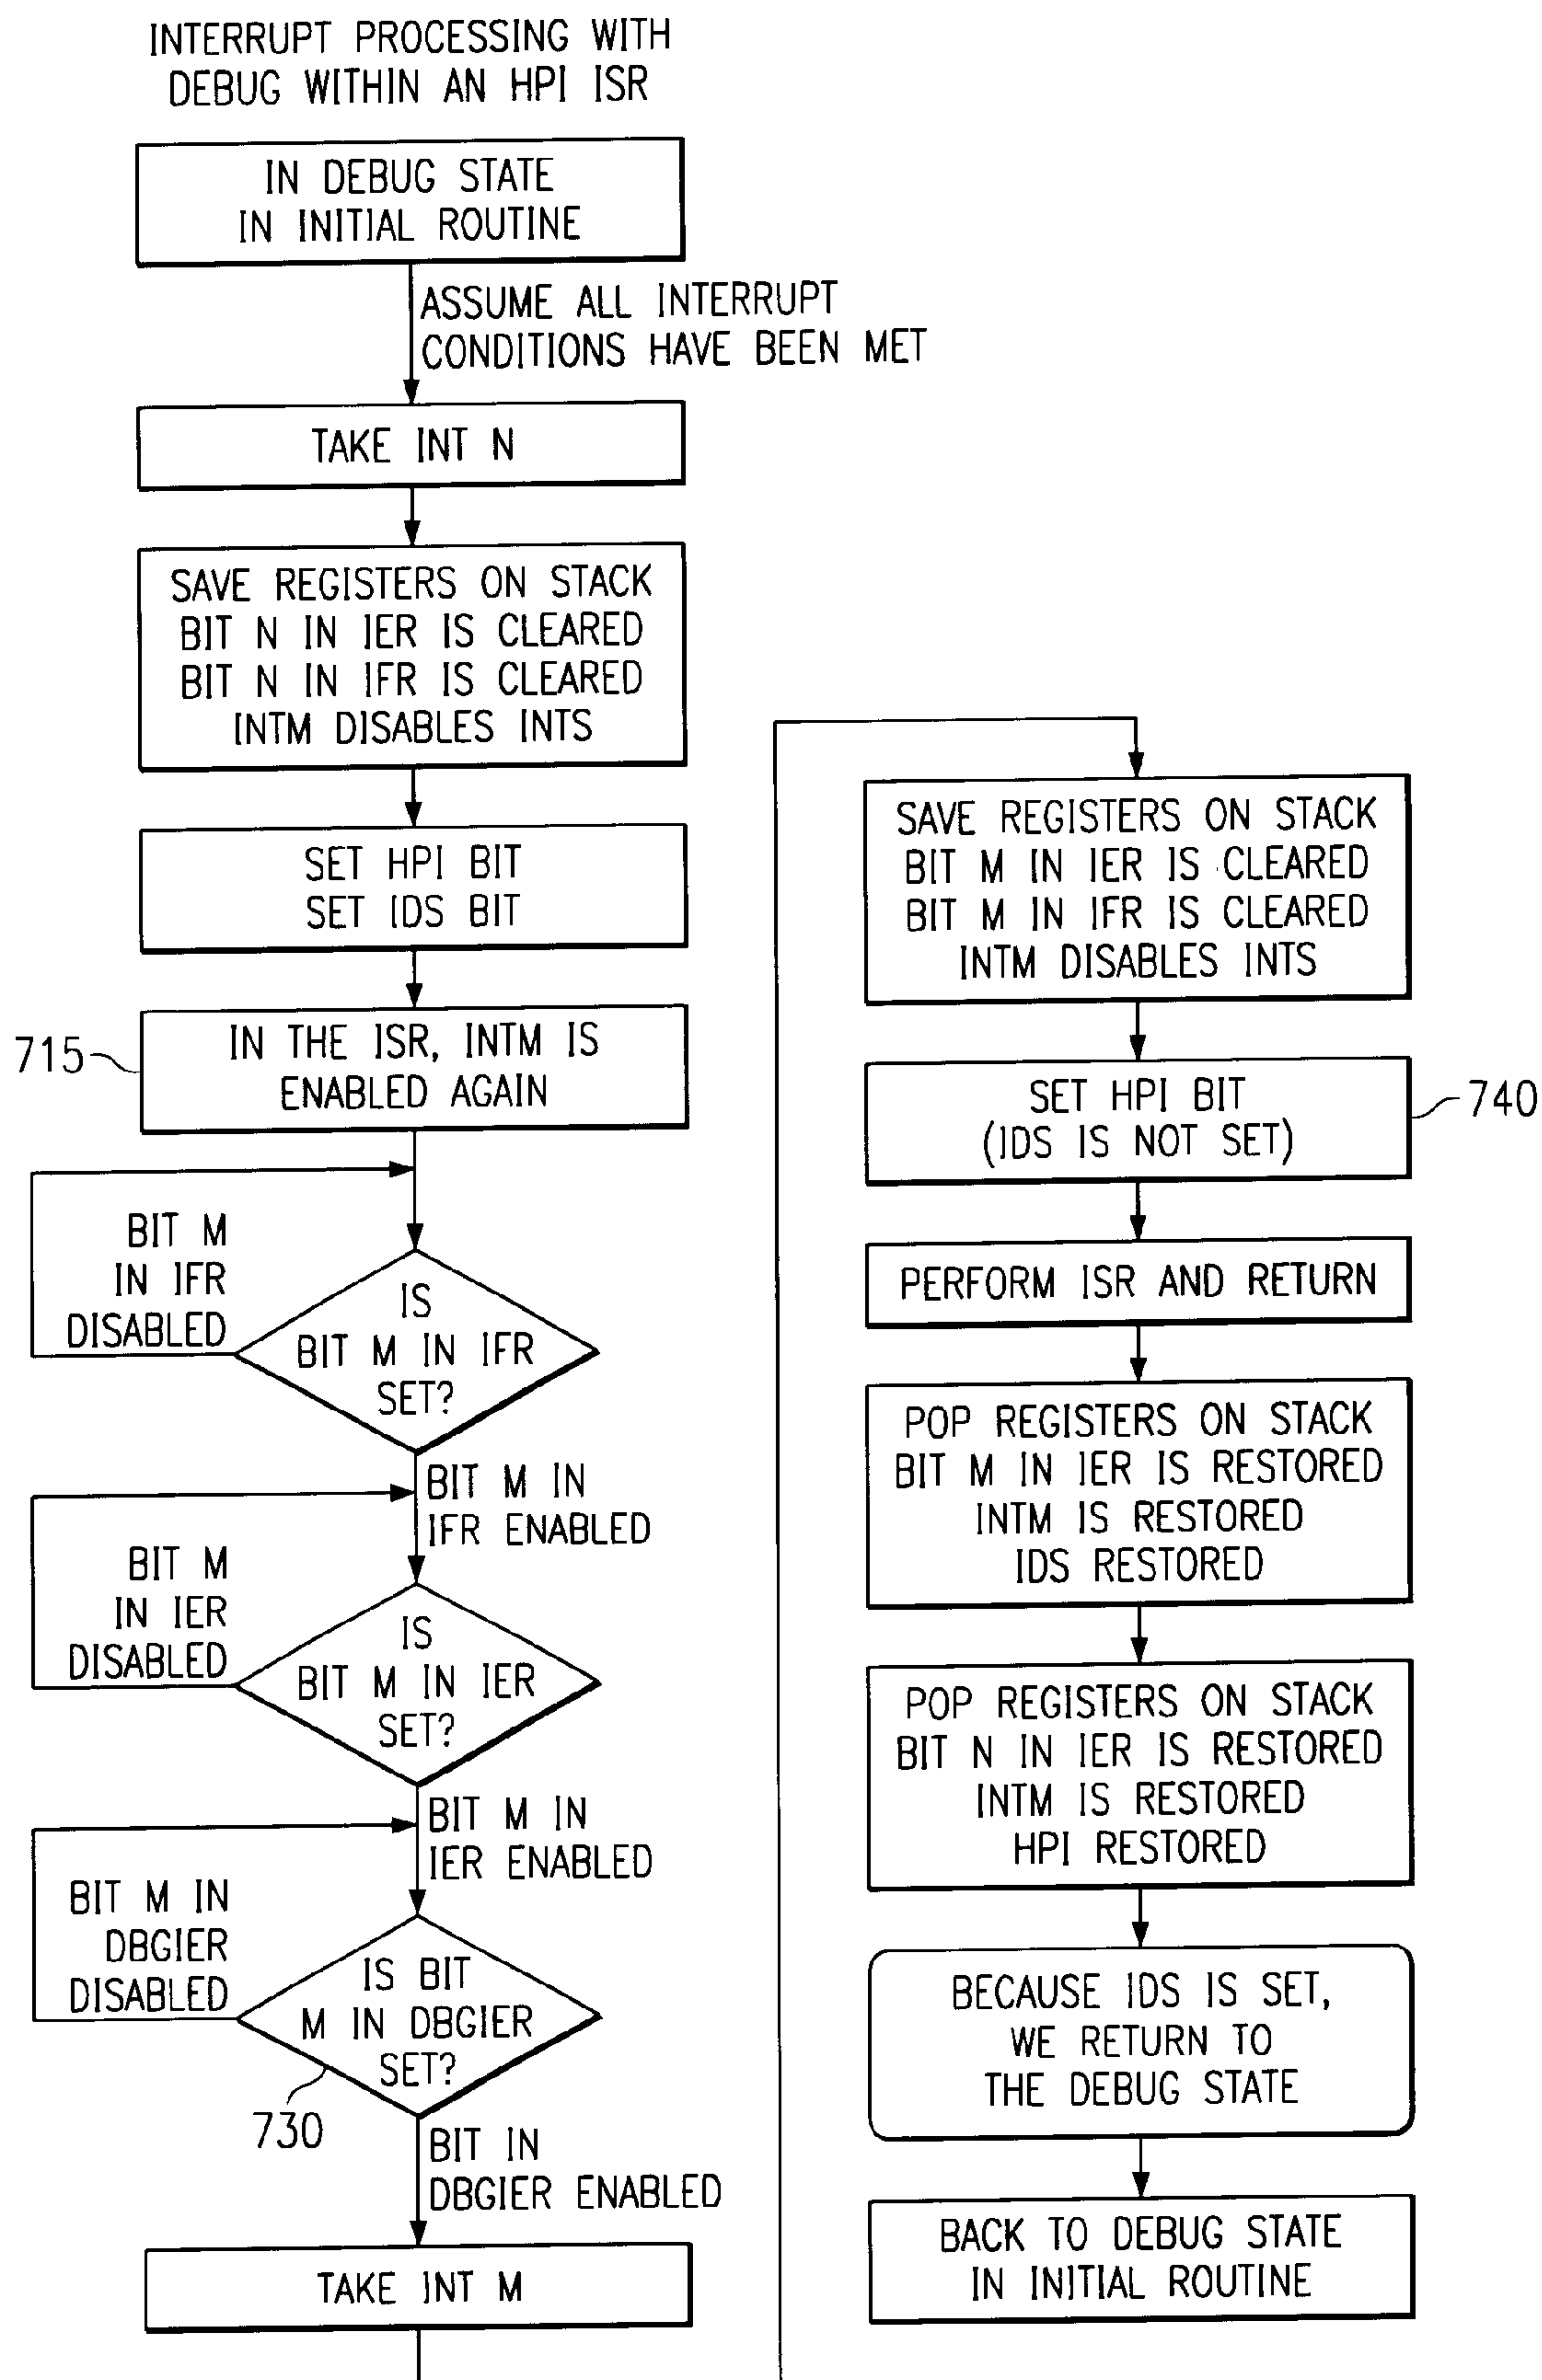 INTERRUPT PROCESSING WITH
DEBUG WITHIN AN HPI ISR
IN DEBUG STATE
IN INITIAL ROUTINE
ASSUME ALL INTERRUPT
CONDITIONS HAVE BEEN MET
TAKE INT N
SAVE REGISTERS ON STACK
BIT N IN IER IS CLEARED
BIT N IN IFR IS CLEARED
INTM DISABLES INTS
SET HPI BIT
SET IDS BIT
715
IN THE ISR, INTM IS
ENABLED AGAIN
BIT M
IN IFR
DISABLED
IS
BIT M IN IFR
SET?
BIT M IN
IFR ENABLED
BIT M
IN IER
DISABLED
IS
BIT M IN IER
SET?
BIT M IN
IER ENABLED
BIT M IN
DBGIER
DISABLED
IS BIT
M IN DBGIER
SET?
730
BIT IN
DBGIER ENABLED
TAKE INT M
SAVE REGISTERS ON STACK
BIT M IN IER IS CLEARED
BIT M IN IFR IS CLEARED
INTM DISABLES INTS
SET HPI BIT
(IDS IS NOT SET)
740
PERFORM ISR AND RETURN
POP REGISTERS ON STACK
BIT M IN IER IS RESTORED
INTM IS RESTORED
IDS RESTORED
POP REGISTERS ON STACK
BIT N IN IER IS RESTORED
INTM IS RESTORED
HPI RESTORED
BECAUSE IDS IS SET,
WE RETURN TO
THE DEBUG STATE
BACK TO DEBUG STATE
IN INITIAL ROUTINE